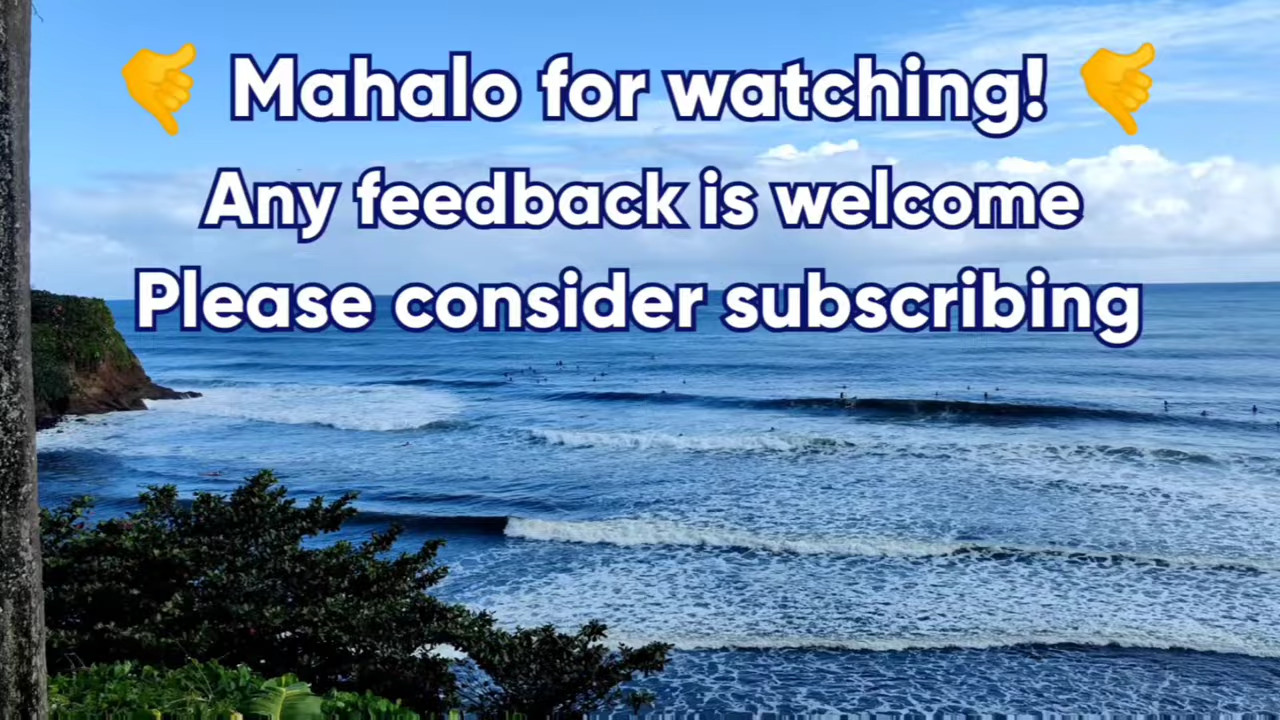 🤙 Mahalo for watching! 🤙
Any feedback is welcome
Please consider subscribing